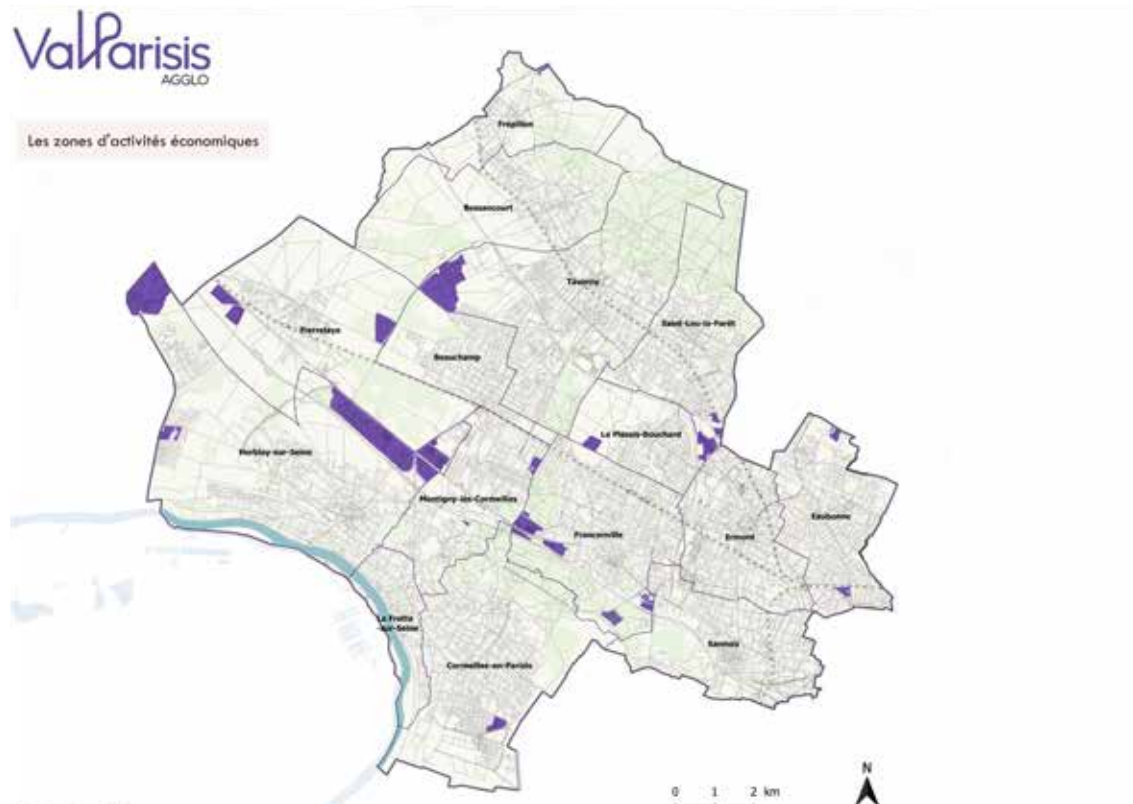 ValParisis
AGGLO
Les zones d'activités économiques
Frépillon
Bessancourt
Taverny
Saint-Leu-la-Forêt
Pierrelaye
Beauchamp
Le Plessis-Bouchard
Herblay-sur-Seine
Montigny-lès-Cormeilles
Franconville
Ermont
Eaubonne
La Frette
-sur-Seine
Sannois
Cormeilles-en-Parisis
N
0 1 2 km